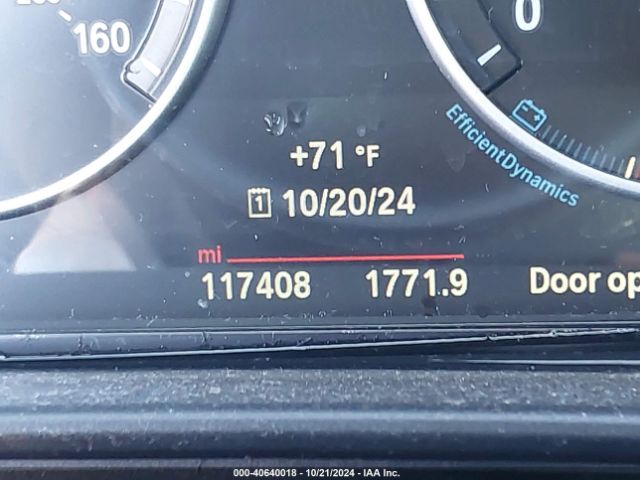 160
0
EfficientDynamics
+71 °F
1 10/20/24
mi
117408 1771.9 Door op
000-40640018 - 10/21/2024 - IAA Inc.